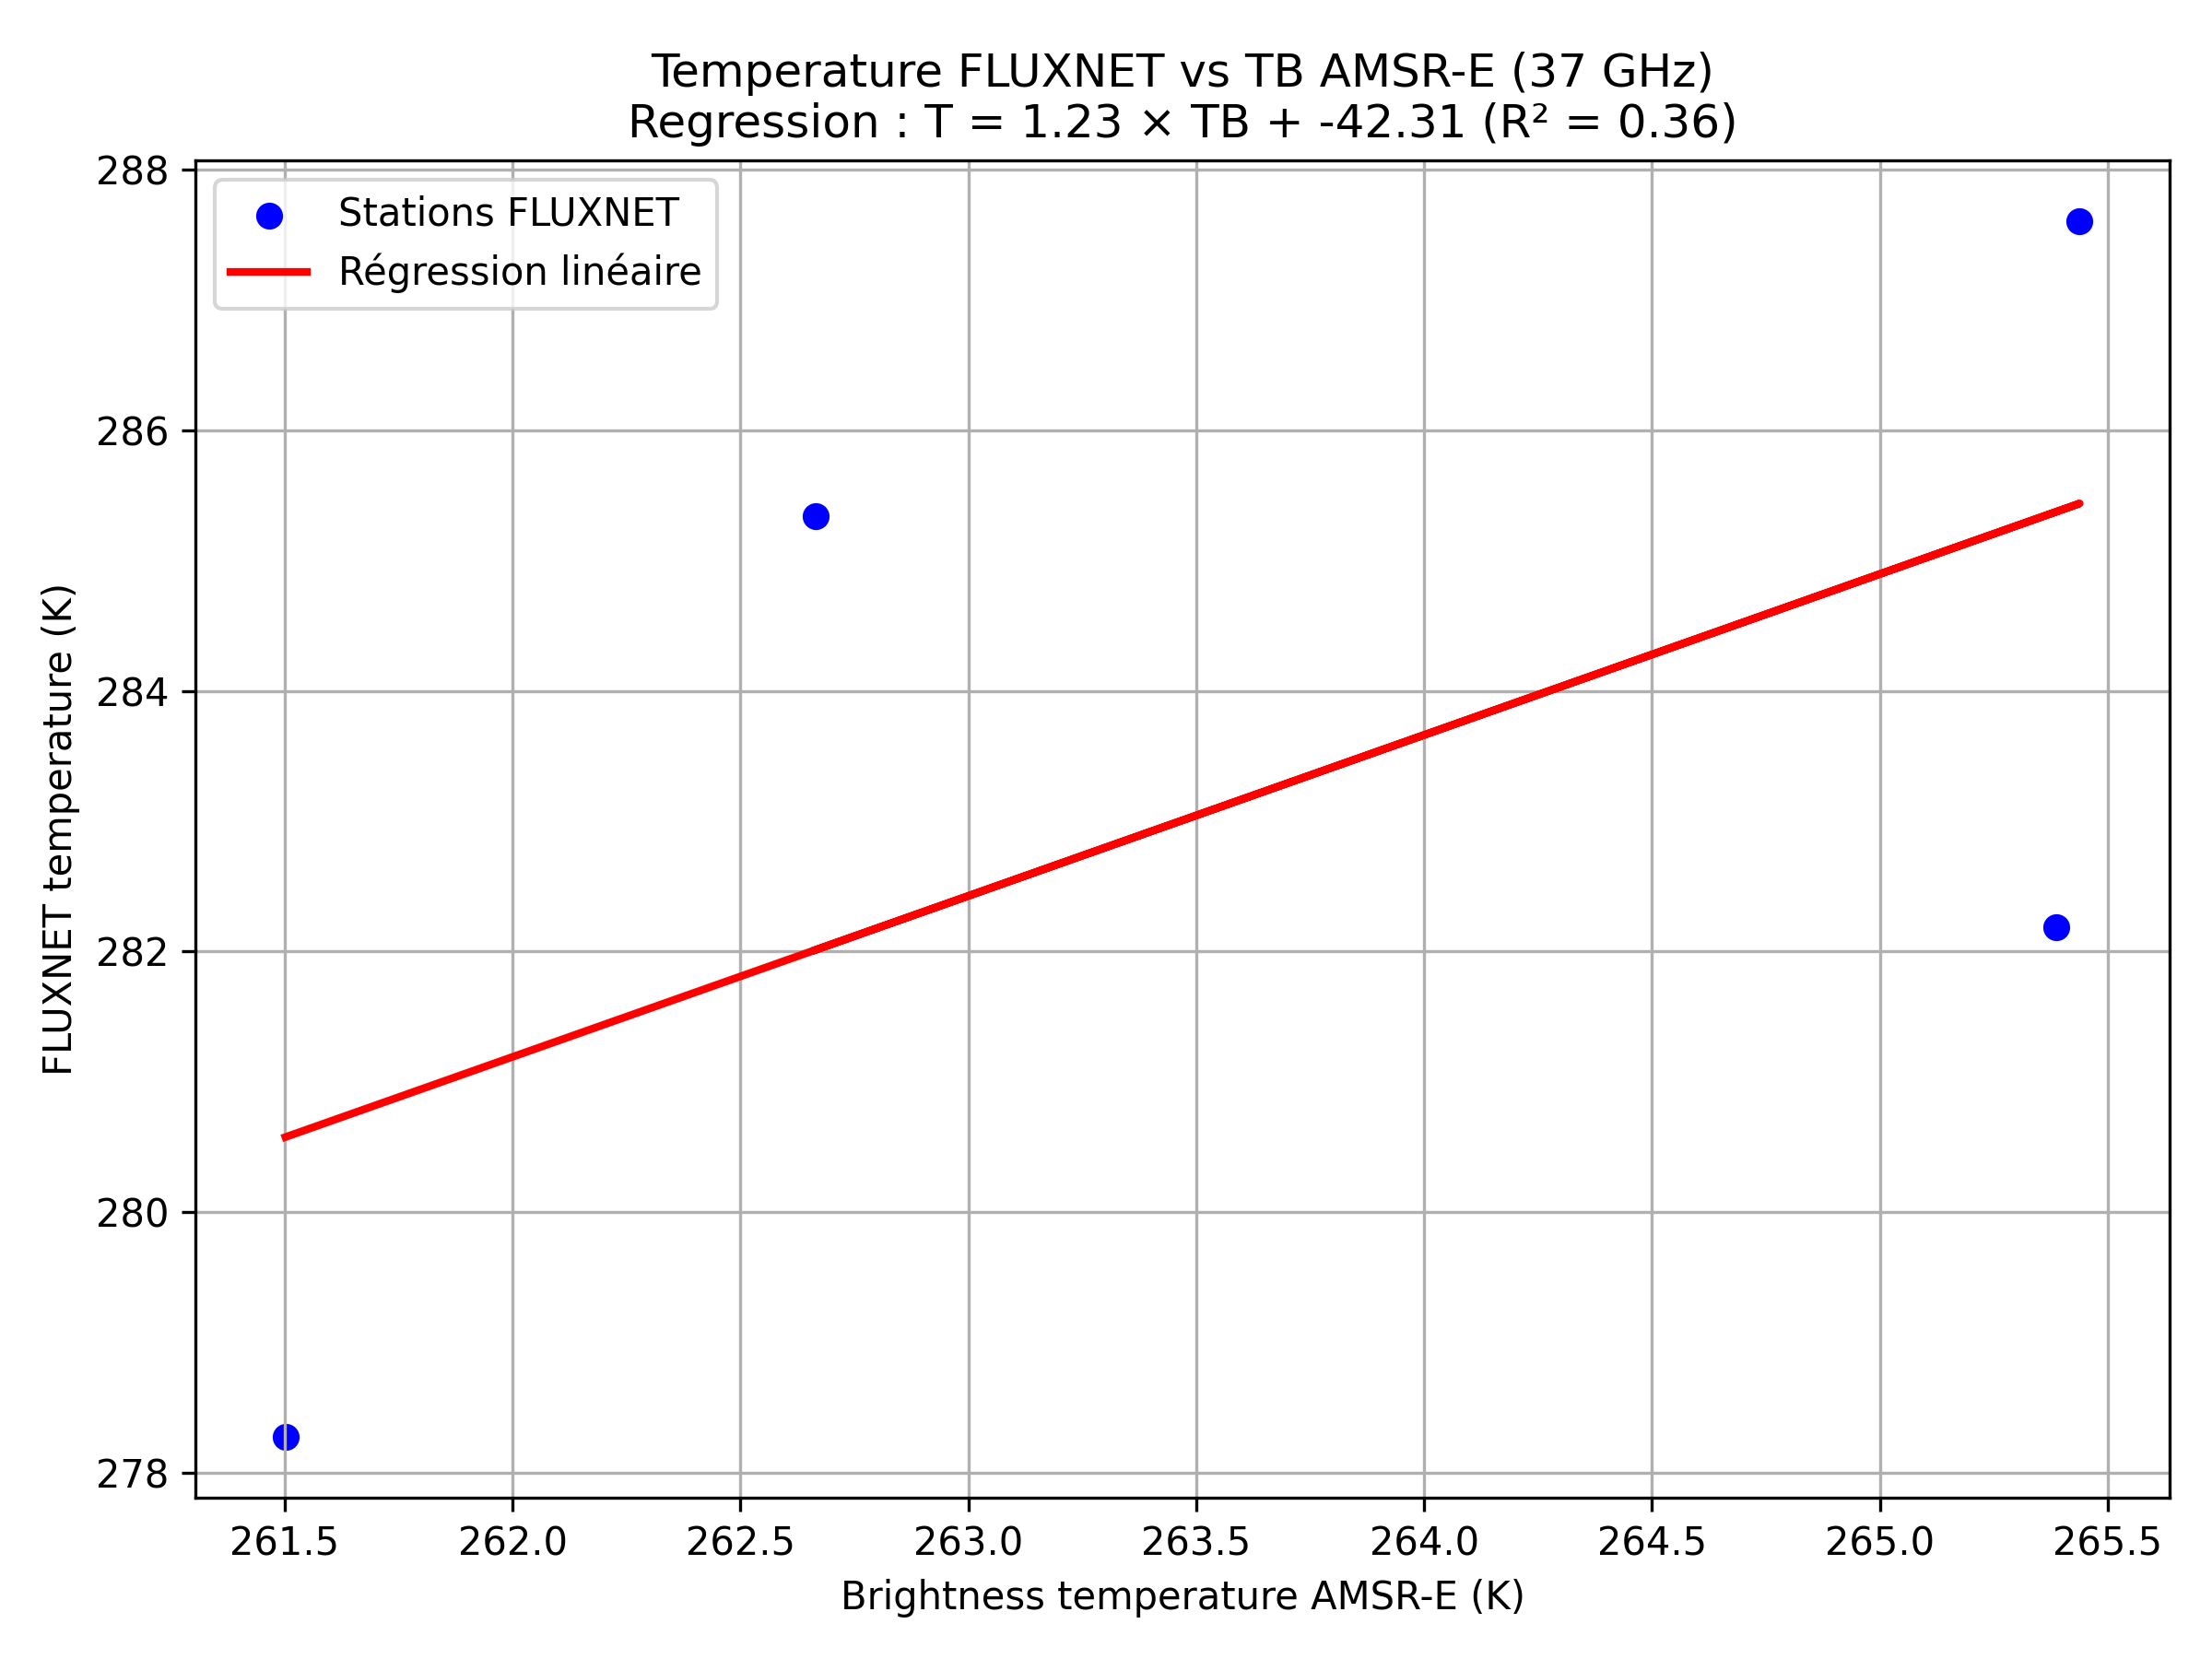 Temperature FLUXNET vs TB AMSR-E (37 GHz)
Regression : T = 1.23 × TB + -42.31 (R² = 0.36)
Stations FLUXNET
Régression linéaire
FLUXNET temperature (K)
288
286
284
282
280
278
261.5 262.0 262.5 263.0 263.5 264.0 264.5 265.0 265.5
Brightness temperature AMSR-E (K)